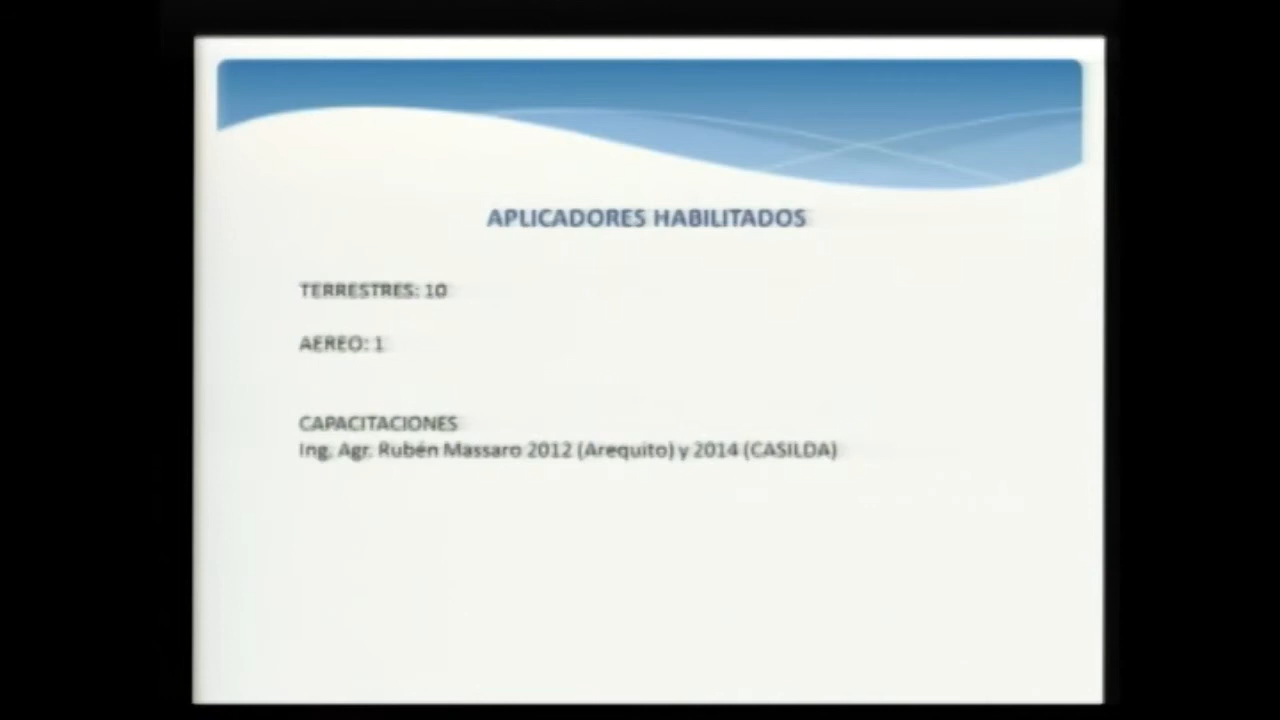 APLICADORES HABILITADOS
TERRESTRES: 10
AEREO: 1
CAPACITACIONES
Ing. Agr. Rubén Massaro 2012 (Arequito) y 2014 (CASILDA)